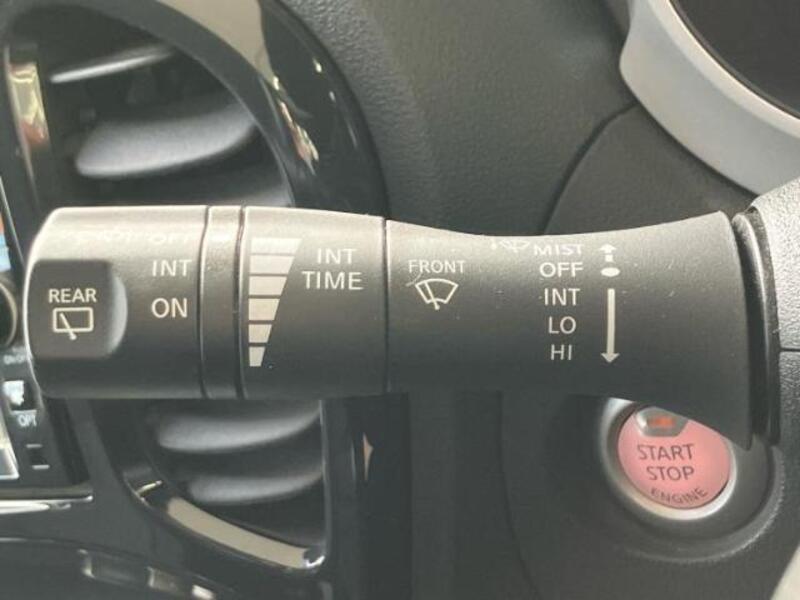 OFF
INT
ON
REAR
INT
TIME
FRONT
MIST
OFF
INT
LO
HI
START
STOP
ENGINE